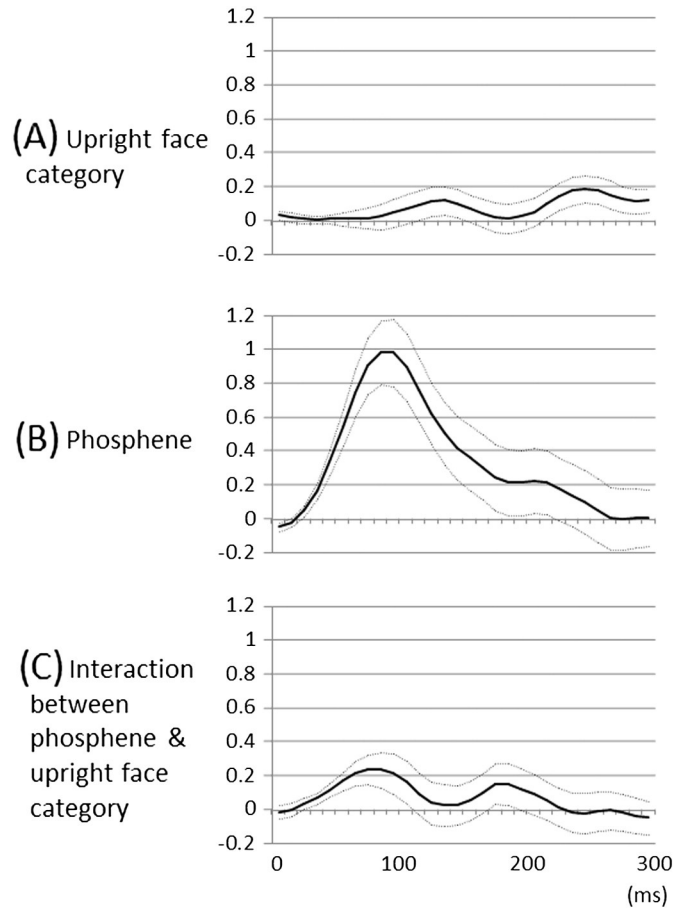 1.2
1
0.8
0.6
(A) Upright face
0.4
category
0.2
0
-0.2
1.2
1
0.8
0.6
(B) Phosphene
0.4
0.2
0
-0.2
1.2
1
0.8
(C) Interaction
0.6
between
0.4
phosphene &
0.2
upright face
0
category
-0.2
0 100 200 300
(ms)